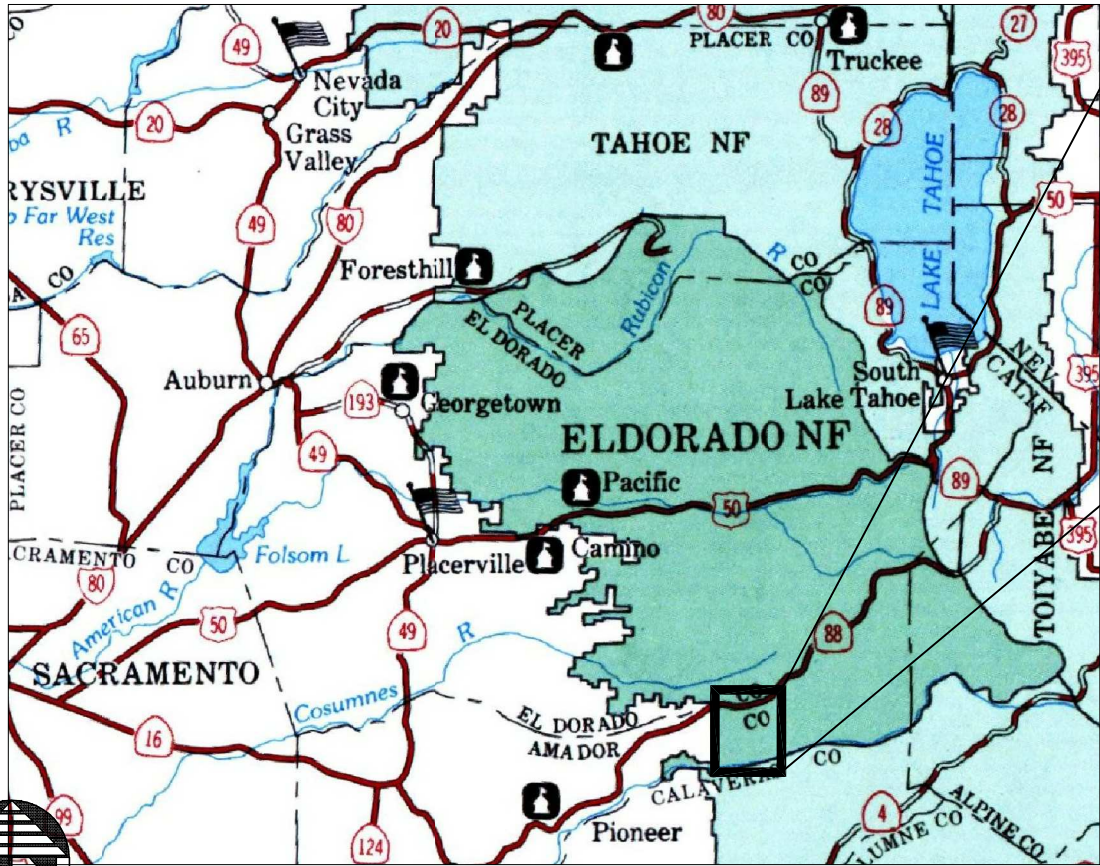 49
20
80
27
395
PLACER CO
Truckee
Nevada
City
89
28
28
20
Grass
Valley
TAHOE NF
LAKE TAHOE
R
RYSVILLE
Far West
Res
49
80
50
Foresthill
CO
R
CO
CO
Rubicon
89
65
PLACER
EL DORADO
Auburn
South
Lake Tahoe
NEV
CALIF
395
193
Georgetown
PLACER CO
49
ELDORADO NF
NF
Pacific
50
89
TOIYABE
395
CRAMENTO CO
Folsom L
Placerville
Camino
80
American R
50
49
R
88
SACRAMENTO
Cosumnes
CO
CO
EL DORADO
AMADOR
16
CO
CALAVERAS
99
124
Pioneer
4
ALPINE CO
LUMNE CO